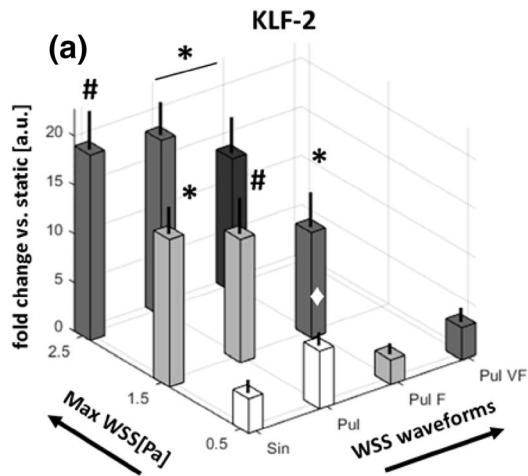 KLF-2
(a)
*
#
*
#
*
fold change vs. static [a.u.]
20
15
10
5
0
2.5
1.5
0.5
Max WSS[Pa]
Sin
Pul
Pul F
Pul VF
WSS waveforms